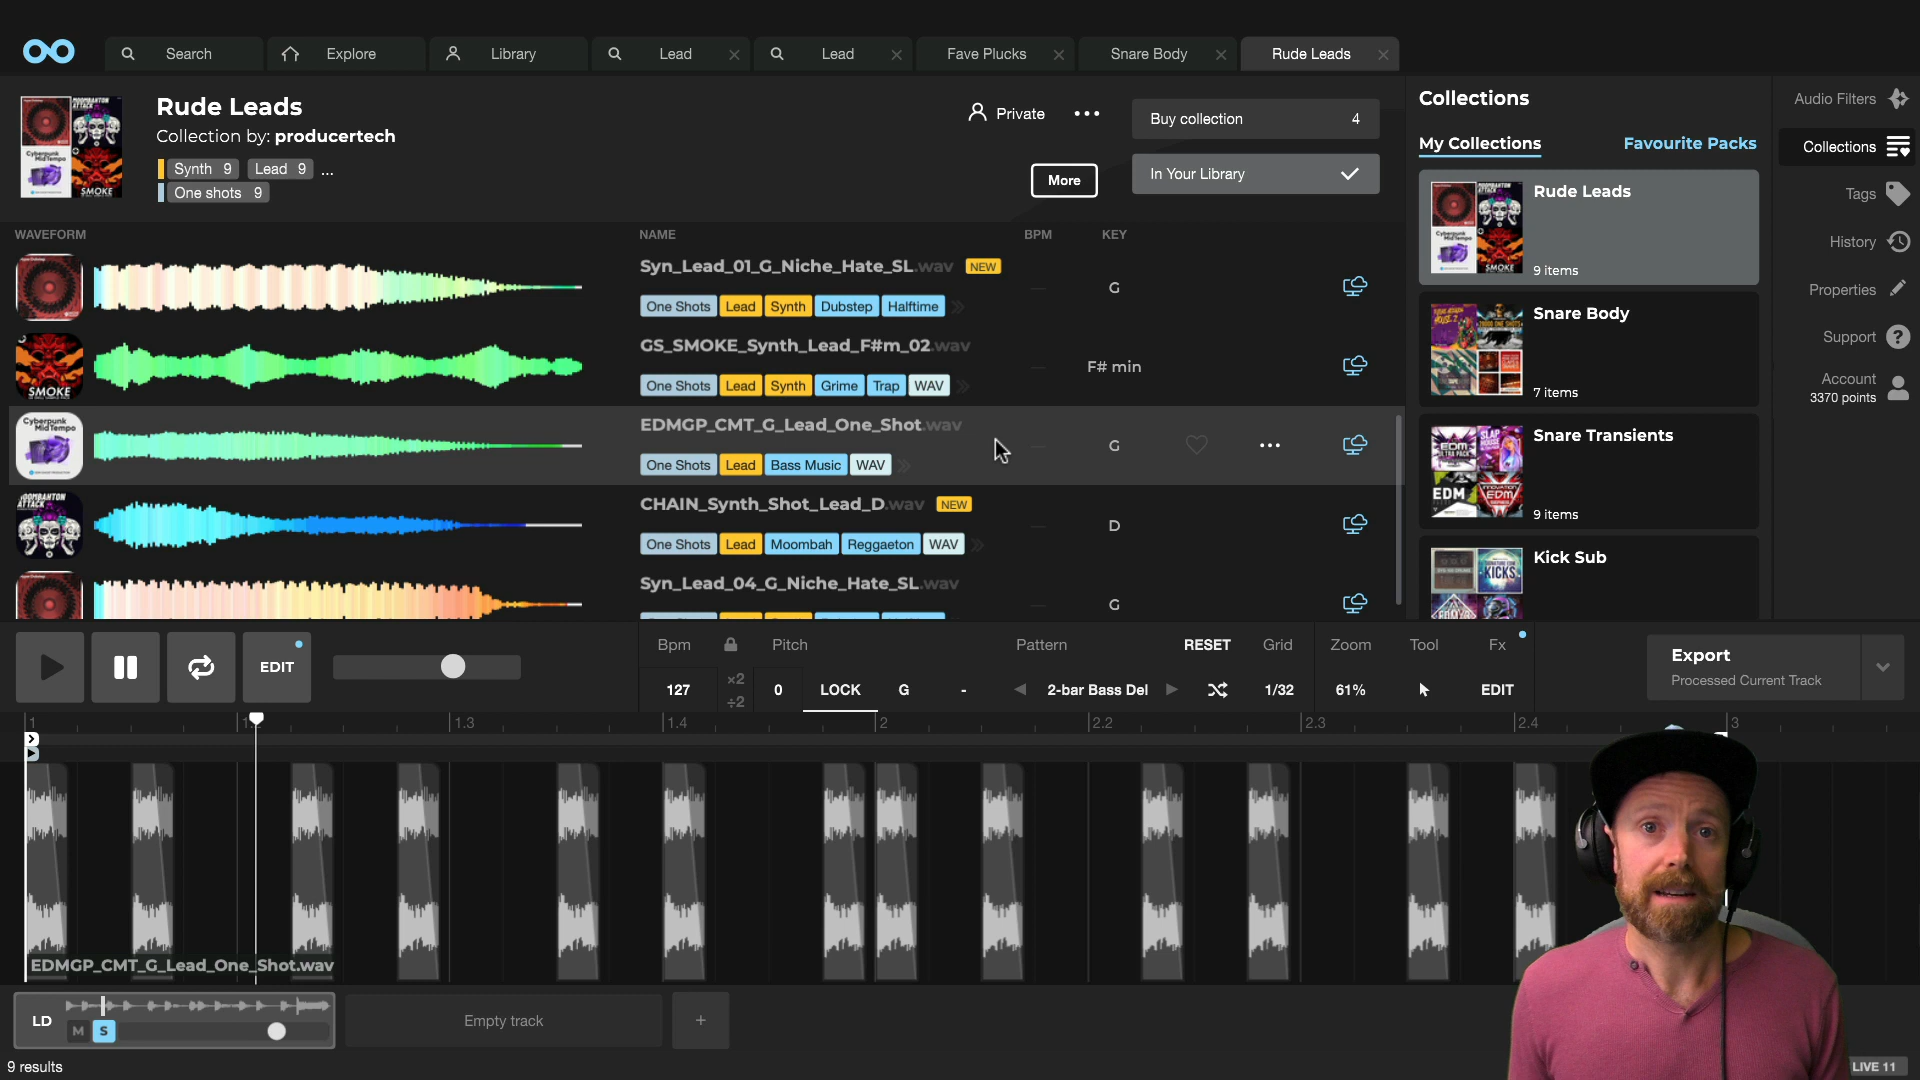 Search
Explore
Library
Lead
Lead
Fave Plucks
Snare Body
Rude Leads
Rude Leads
Collection by: producertech
Synth 9
Lead 9
...
One shots 9
Private
More
Buy collection 4
In Your Library
WAVEFORM
NAME
BPM
KEY
Syn_Lead_01_G_Niche_Hate_SL.wav NEW
G
One Shots Lead Synth Dubstep Halftime
GS_SMOKE_Synth_Lead_F#m_02.wav
F# min
One Shots Lead Synth Grime Trap WAV
SMOKE
EDMGP_CMT_G_Lead_One_Shot.wav
G
One Shots Lead Bass Music WAV
Cyberpunk
MidTempo
CHAIN_Synth_Shot_Lead_D.wav NEW
D
One Shots Lead Moombah Reggaeton WAV
MOOMBAHTON
ATTACK
Syn_Lead_04_G_Niche_Hate_SL.wav
G
Collections
My Collections
Favourite Packs
Rude Leads
9 items
Snare Body
7 items
Snare Transients
9 items
Kick Sub
Audio Filters
Collections
Tags
History
Properties
Support
Account
3370 points
EDIT
Bpm
127
x2
÷2
Pitch
0
LOCK
G
-
Pattern
2-bar Bass Del
RESET
Grid
1/32
Zoom
61%
Tool
Fx
EDIT
Export
Processed Current Track
1
1.3
1.4
2
2.2
2.3
2.4
3
EDMGP_CMT_G_Lead_One_Shot.wav
LD
M
S
Empty track
+
9 results
LIVE 11